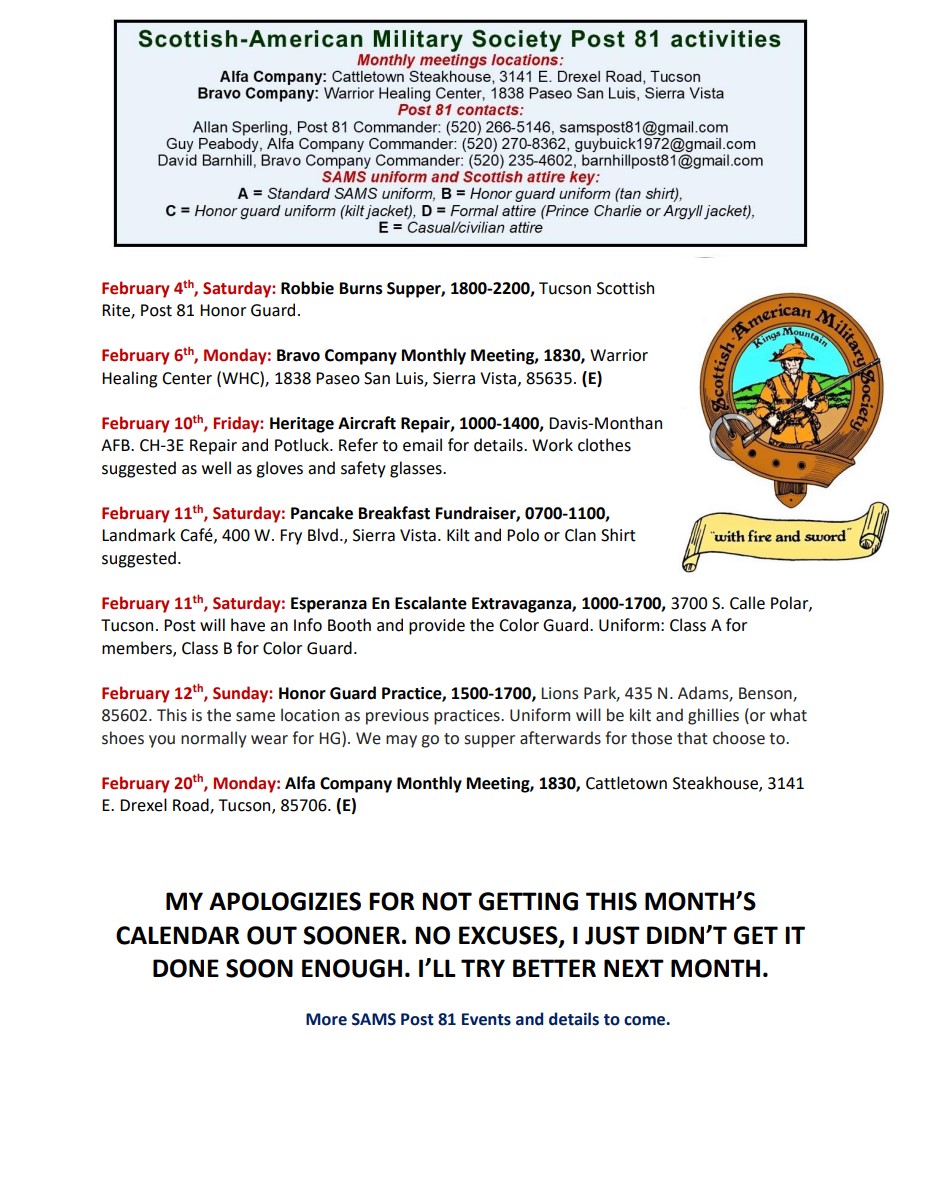 Scottish-American Military Society Post 81 activities
Monthly meetings locations:
Alfa Company: Cattletown Steakhouse, 3141 E. Drexel Road, Tucson
Bravo Company: Warrior Healing Center, 1838 Paseo San Luis, Sierra Vista
Post 81 contacts:
Allan Sperling, Post 81 Commander: (520) 266-5146, samspost81@gmail.com
Guy Peabody, Alfa Company Commander: (520) 270-8362, guybuick1972@gmail.com
David Barnhill, Bravo Company Commander: (520) 235-4602, barnhillpost81@gmail.com
SAMS uniform and Scottish attire key:
A = Standard SAMS uniform, B = Honor guard uniform (tan shirt),
C = Honor guard uniform (kilt jacket), D = Formal attire (Prince Charlie or Argyll jacket),
E = Casual/civilian attire
February 4th, Saturday: Robbie Burns Supper, 1800-2200, Tucson Scottish
Rite, Post 81 Honor Guard.
February 6th, Monday: Bravo Company Monthly Meeting, 1830, Warrior
Healing Center (WHC), 1838 Paseo San Luis, Sierra Vista, 85635. (E)
February 10th, Friday: Heritage Aircraft Repair, 1000-1400, Davis-Monthan
AFB. CH-3E Repair and Potluck. Refer to email for details. Work clothes
suggested as well as gloves and safety glasses.
February 11th, Saturday: Pancake Breakfast Fundraiser, 0700-1100,
Landmark Café, 400 W. Fry Blvd., Sierra Vista. Kilt and Polo or Clan Shirt
suggested.
Scottish American Military Society
Kings Mountain
"with fire and sword"
February 11th, Saturday: Esperanza En Escalante Extravaganza, 1000-1700, 3700 S. Calle Polar,
Tucson. Post will have an Info Booth and provide the Color Guard. Uniform: Class A for
members, Class B for Color Guard.
February 12th, Sunday: Honor Guard Practice, 1500-1700, Lions Park, 435 N. Adams, Benson,
85602. This is the same location as previous practices. Uniform will be kilt and ghillies (or what
shoes you normally wear for HG). We may go to supper afterwards for those that choose to.
February 20th, Monday: Alfa Company Monthly Meeting, 1830, Cattletown Steakhouse, 3141
E. Drexel Road, Tucson, 85706. (E)
MY APOLOGIZIES FOR NOT GETTING THIS MONTH'S
CALENDAR OUT SOONER. NO EXCUSES, I JUST DIDN'T GET IT
DONE SOON ENOUGH. I'LL TRY BETTER NEXT MONTH.
More SAMS Post 81 Events and details to come.